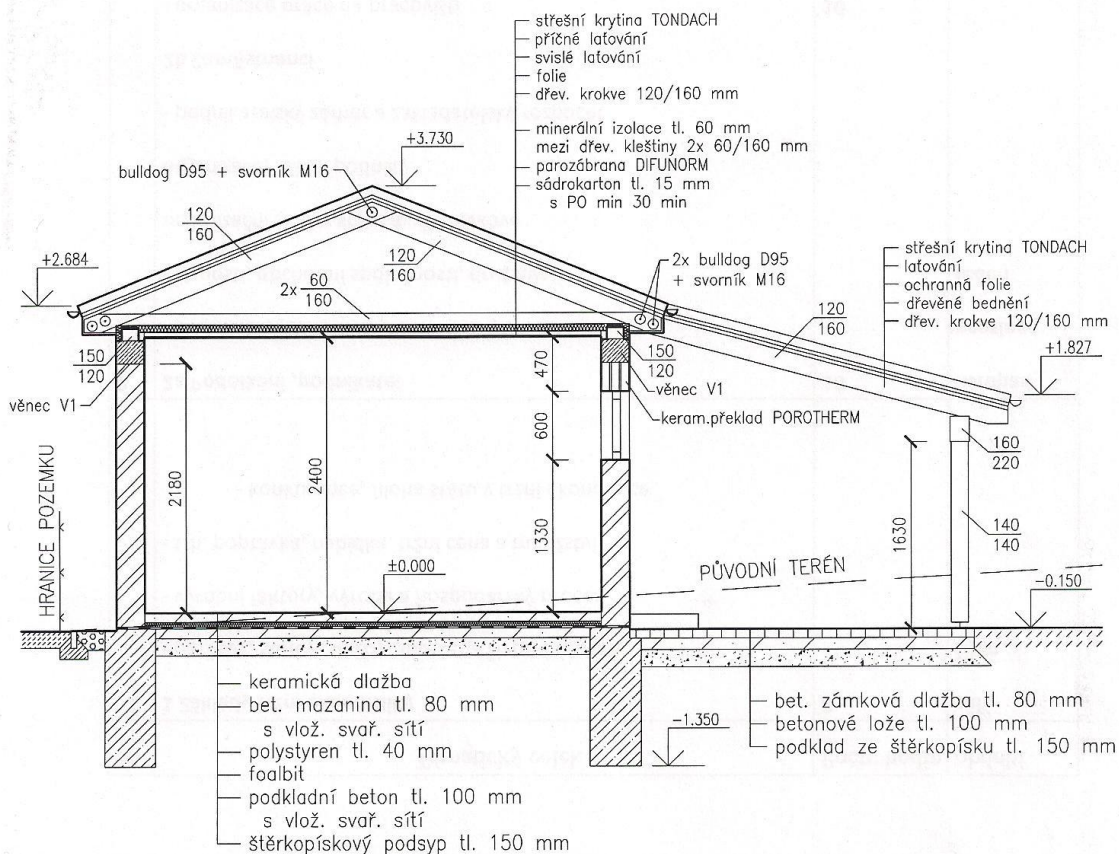 střešní krytina TONDACH
příčné laťování
svislé laťování
folie
dřev. krokve 120/160 mm
minerální izolace tl. 60 mm
mezi dřev. kleštiny 2x 60/160 mm
parozábrana DIFUNORM
sádrokarton tl. 15 mm
s PO min 30 min
+3.730
bulldog D95 + svorník M16
120
160
120
160
+2.684
2x 60
160
2x bulldog D95
+ svorník M16
střešní krytina TONDACH
laťování
ochranná folie
dřevěné bednění
dřev. krokve 120/160 mm
120
160
+1.827
150
120
věnec V1
150
120
věnec V1
keram.překlad POROTHERM
470
600
1330
2180
2400
160
220
1630
140
140
HRANICE POZEMKU
±0.000
PŮVODNÍ TERÉN
-0.150
keramická dlažba
bet. mazanina tl. 80 mm
s vlož. svař. sítí
polystyren tl. 40 mm
foalbit
podkladní beton tl. 100 mm
s vlož. svař. sítí
štěrkopískový podsyp tl. 150 mm
-1.350
bet. zámková dlažba tl. 80 mm
betonové lože tl. 100 mm
podklad ze štěrkopísku tl. 150 mm